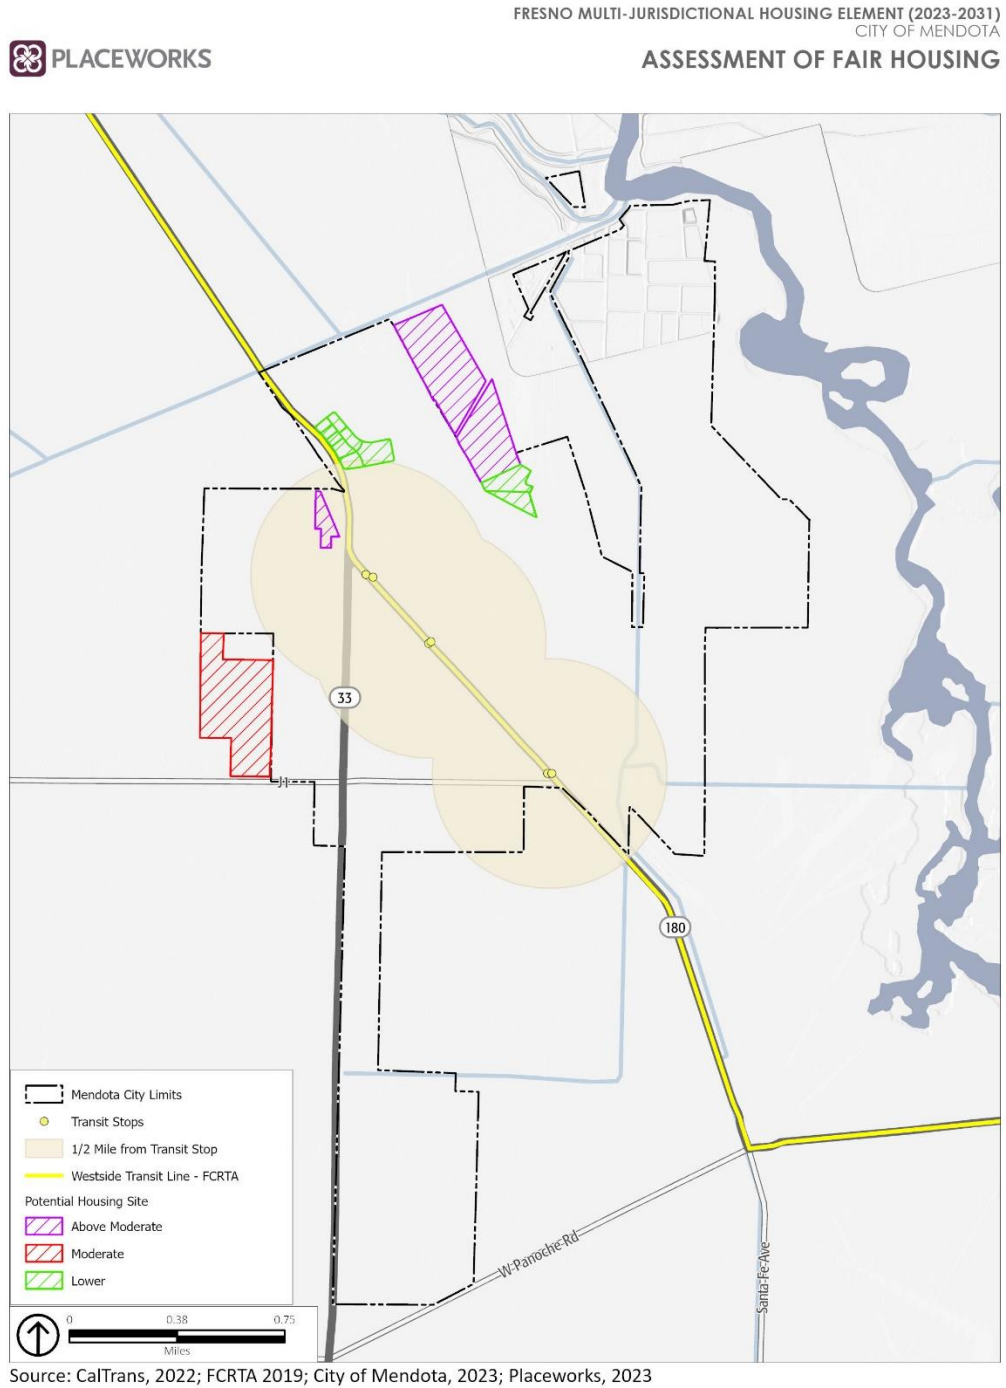 FRESNO MULTI-JURISDICTIONAL HOUSING ELEMENT (2023-2031)
CITY OF MENDOTA
PLACEWORKS
ASSESSMENT OF FAIR HOUSING
33
J1
180
W-Panoche-Rd
Santa-Fe-Ave
Mendota City Limits
Transit Stops
1/2 Mile from Transit Stop
Westside Transit Line - FCRTA
Potential Housing Site
Above Moderate
Moderate
Lower
0 0.38 0.75
Miles
Source: CalTrans, 2022; FCRTA 2019; City of Mendota, 2023; Placeworks, 2023